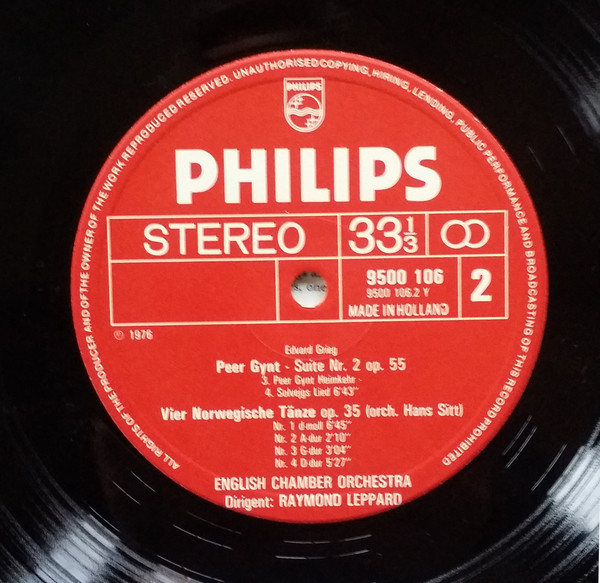 ALL RIGHTS OF THE PRODUCER AND OF THE OWNER OF THE WORK REPRODUCED RESERVED. UNAUTHORISED COPYING, HIRING, LENDING, PUBLIC PERFORMANCE AND BROADCASTING OF THIS RECORD PROHIBITED
PHILIPS
PHILIPS
STEREO
33⅓
9500 106
9500 106.2 Y
2
MADE IN HOLLAND
℗ 1976
Edvard Grieg
Peer Gynt - Suite Nr. 2 op. 55
3. Peer Gynt Heimkehr -
4. Solveigs Lied 6'43"
Vier Norwegische Tänze op. 35 (orch. Hans Sitt)
Nr. 1 d-moll 6'45"
Nr. 2 A-dur 2'10"
Nr. 3 G-dur 3'04"
Nr. 4 D-dur 5'27"
ENGLISH CHAMBER ORCHESTRA
Dirigent: RAYMOND LEPPARD